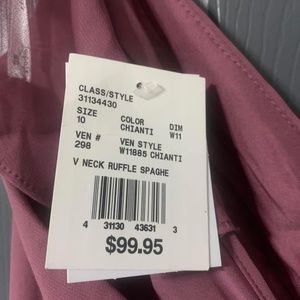 CLASS/STYLE
31134430
SIZE COLOR DIM
10 CHIANTI W11
VEN # VEN STYLE
298 W11885 CHIANTI
V NECK RUFFLE SPAGHE
4 31130 43631 3
$99.95